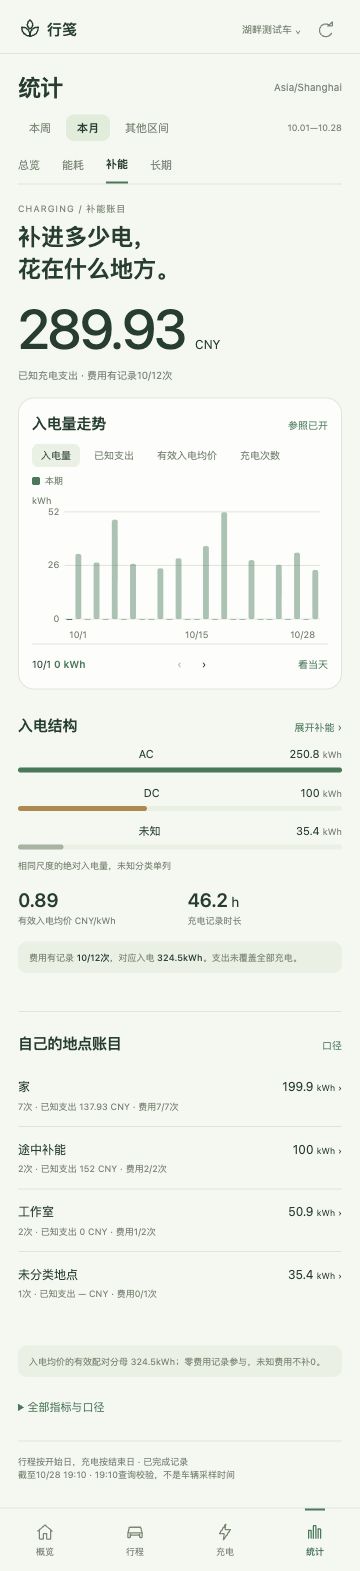 行笺
湖畔测试车
统计
Asia/Shanghai
本周 本月 其他区间 10.01—10.28
总览 能耗 补能 长期
CHARGING / 补能账目
补进多少电，
花在什么地方。
289.93 CNY
已知充电支出 · 费用有记录10/12次
入电量走势 参照已开
入电量 已知支出 有效入电均价 充电次数
本期
kWh
52
26
0
10/1 10/15 10/28
10/1 0 kWh ‹ › 看当天
入电结构 展开补能 ›
AC 250.8 kWh
DC 100 kWh
未知 35.4 kWh
相同尺度的绝对入电量，未知分类单列
0.89 46.2 h
有效入电均价 CNY/kWh 充电记录时长
费用有记录 10/12次，对应入电 324.5kWh。支出未覆盖全部充电。
自己的地点账目 口径
家 199.9 kWh ›
7次 · 已知支出 137.93 CNY · 费用7/7次
途中补能 100 kWh ›
2次 · 已知支出 152 CNY · 费用2/2次
工作室 50.9 kWh ›
2次 · 已知支出 0 CNY · 费用1/2次
未分类地点 35.4 kWh ›
1次 · 已知支出 — CNY · 费用0/1次
入电均价的有效配对分母 324.5kWh；零费用记录参与，未知费用不补0。
▶ 全部指标与口径
行程按开始日，充电按结束日 · 已完成记录
截至10/28 19:10 · 19:10查询校验，不是车辆采样时间
概览 行程 充电 统计